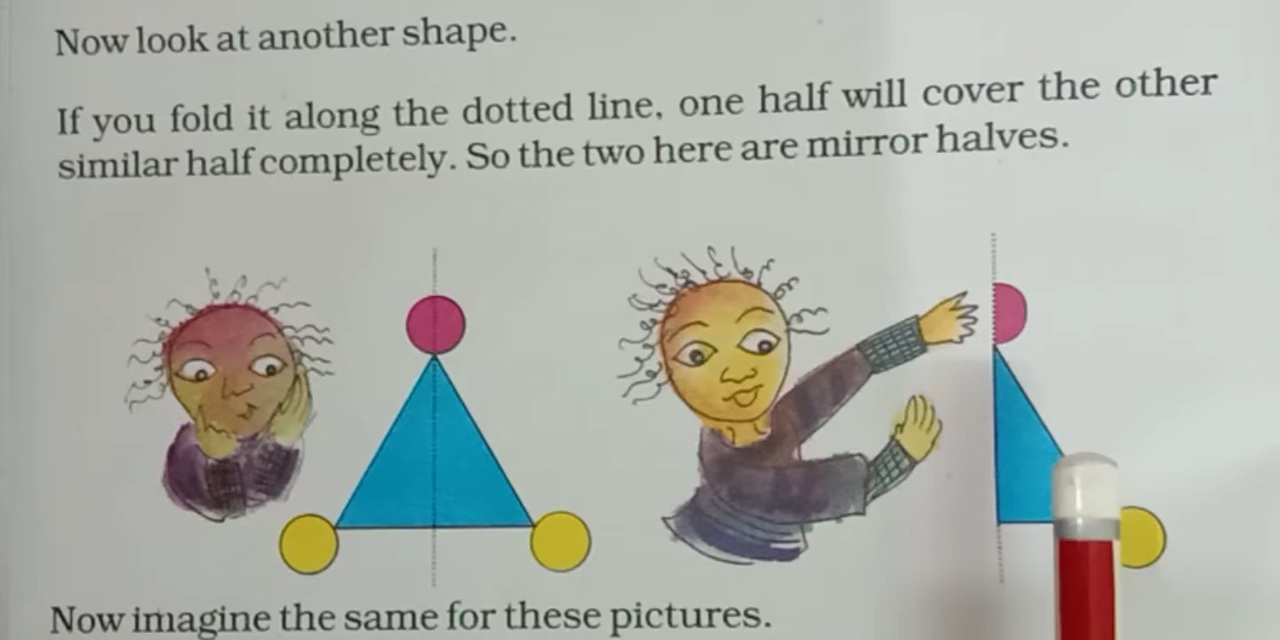 Now look at another shape.
If you fold it along the dotted line, one half will cover the other
similar half completely. So the two here are mirror halves.
Now imagine the same for these pictures.